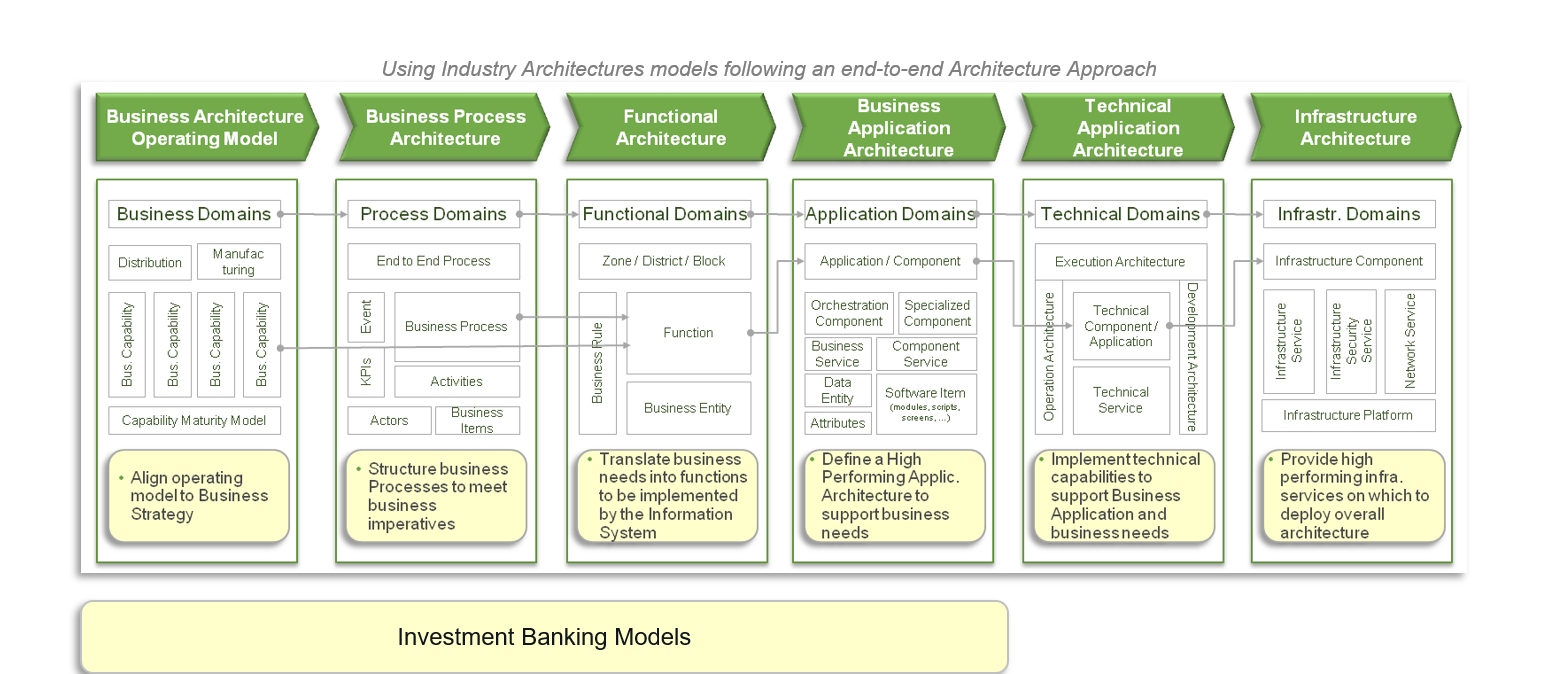 Using Industry Architectures models following an end-to-end Architecture Approach
Business Architecture
Operating Model
Business Process
Architecture
Functional
Architecture
Business
Application
Architecture
Technical
Application
Architecture
Infrastructure
Architecture
Business Domains
Distribution
Manufac
turing
Bus. Capability
Bus. Capability
Bus. Capability
Bus. Capability
Capability Maturity Model
• Align operating
model to Business
Strategy
Process Domains
End to End Process
Event
KPIs
Business Process
Activities
Actors
Business
Items
• Structure business
Processes to meet
business
imperatives
Functional Domains
Zone / District / Block
Business Rule
Function
Business Entity
• Translate business
needs into functions
to be implemented
by the Information
System
Application Domains
Application / Component
Orchestration
Component
Specialized
Component
Business
Service
Component
Service
Data
Entity
Attributes
Software Item
(modules, scripts,
screens, ...)
• Define a High
Performing Applic.
Architecture to
support business
needs
Technical Domains
Execution Architecture
Operation Architecture
Technical
Component /
Application
Technical
Service
Development Architecture
• Implement technical
capabilities to
support Business
Application and
business needs
Infrastr. Domains
Infrastructure Component
Infrastructure
Service
Infrastructure
Security
Service
Network Service
Infrastructure Platform
• Provide high
performing infra.
services on which to
deploy overall
architecture
Investment Banking Models